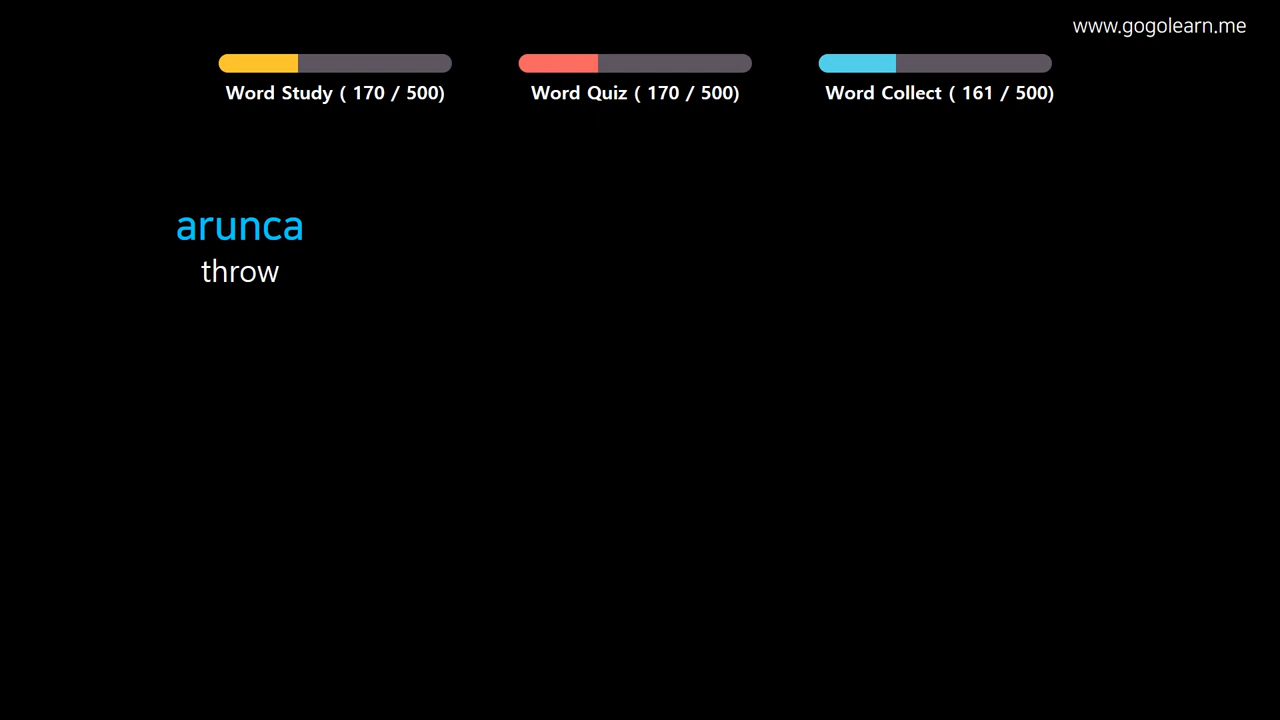 www.gogolearn.me
Word Study ( 170 / 500)
Word Quiz ( 170 / 500)
Word Collect ( 161 / 500)
arunca
throw